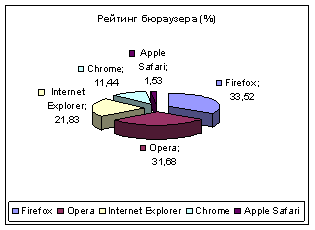 Рейтинг бюраузера (%)
Apple
Safari;
1,53
Chrome;
11,44
Firefox;
33,52
Internet
Explorer;
21,83
Opera;
31,68
Firefox Opera Internet Explorer Chrome Apple Safari